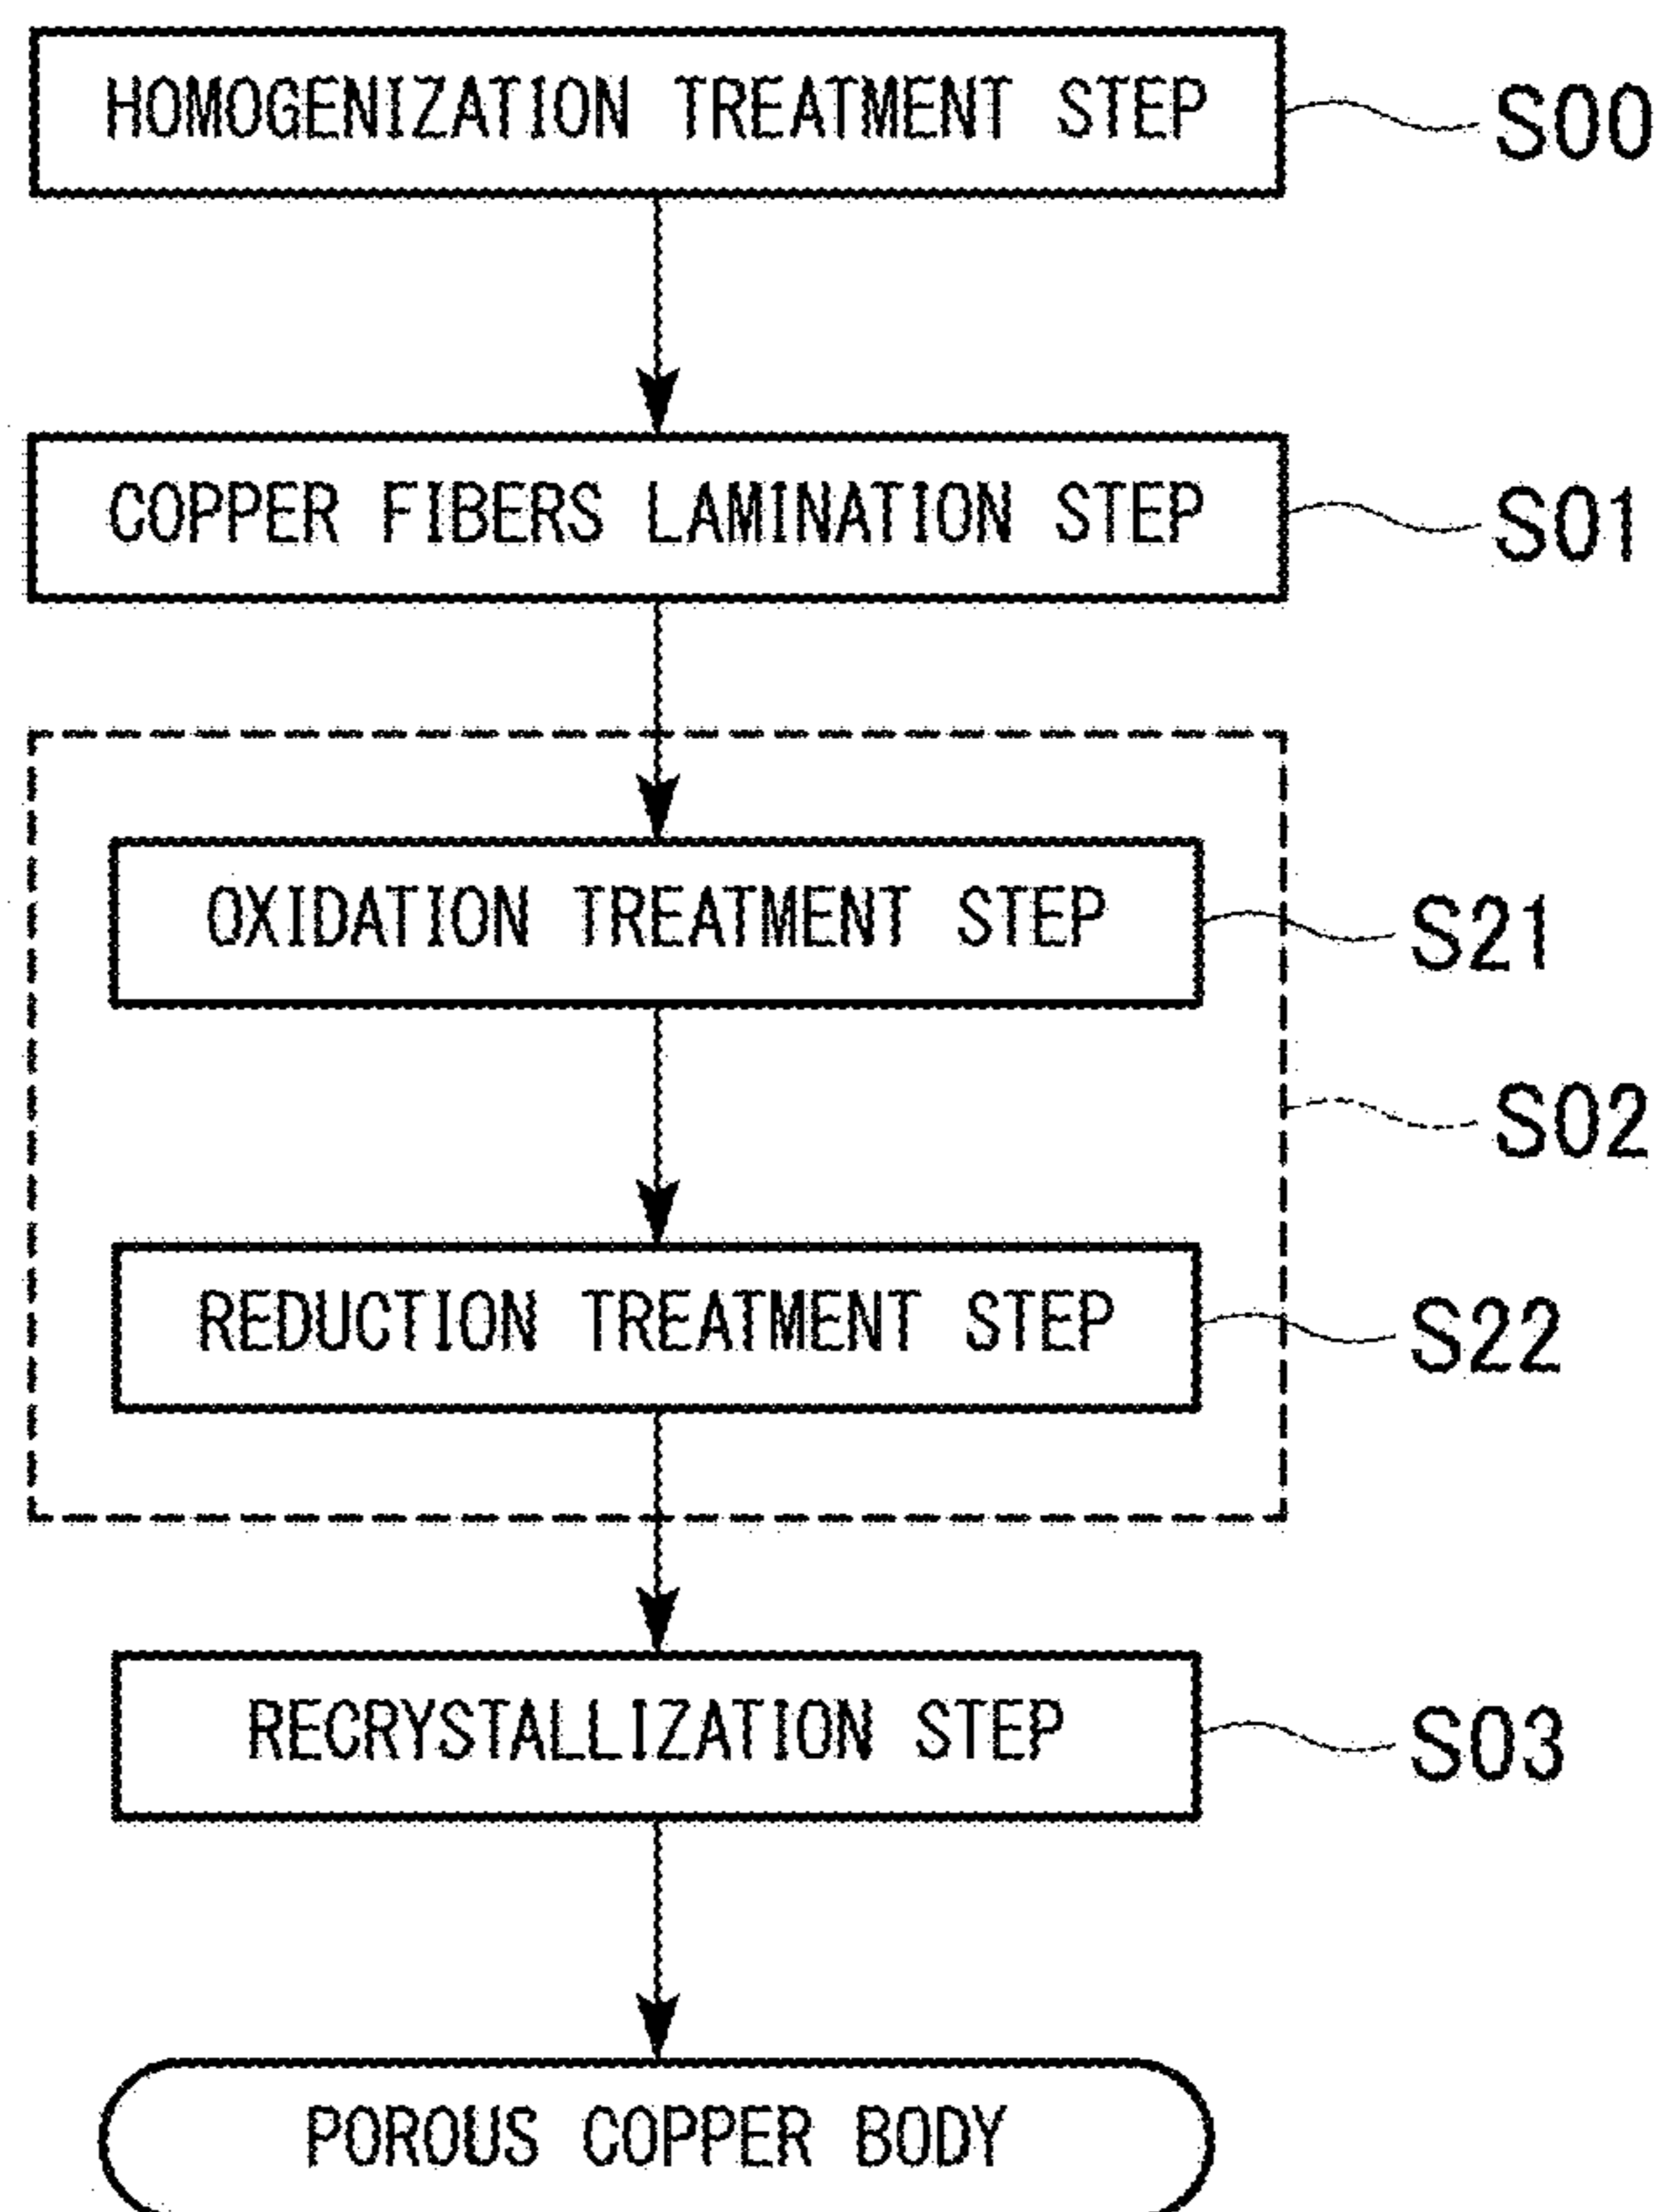 HOMOGENIZATION TREATMENT STEP
S00
COPPER FIBERS LAMINATION STEP
S01
OXIDATION TREATMENT STEP
S21
S02
REDUCTION TREATMENT STEP
S22
RECRYSTALLIZATION STEP
S03
POROUS COPPER BODY